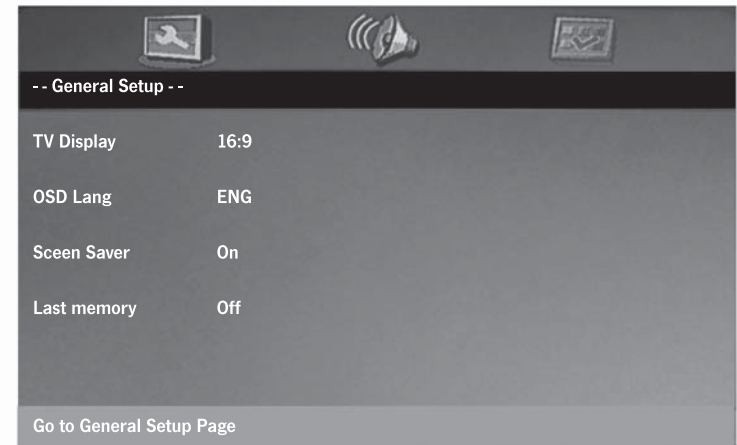 - - General Setup - -
TV Display 16:9
OSD Lang ENG
Sceen Saver On
Last memory Off
Go to General Setup Page